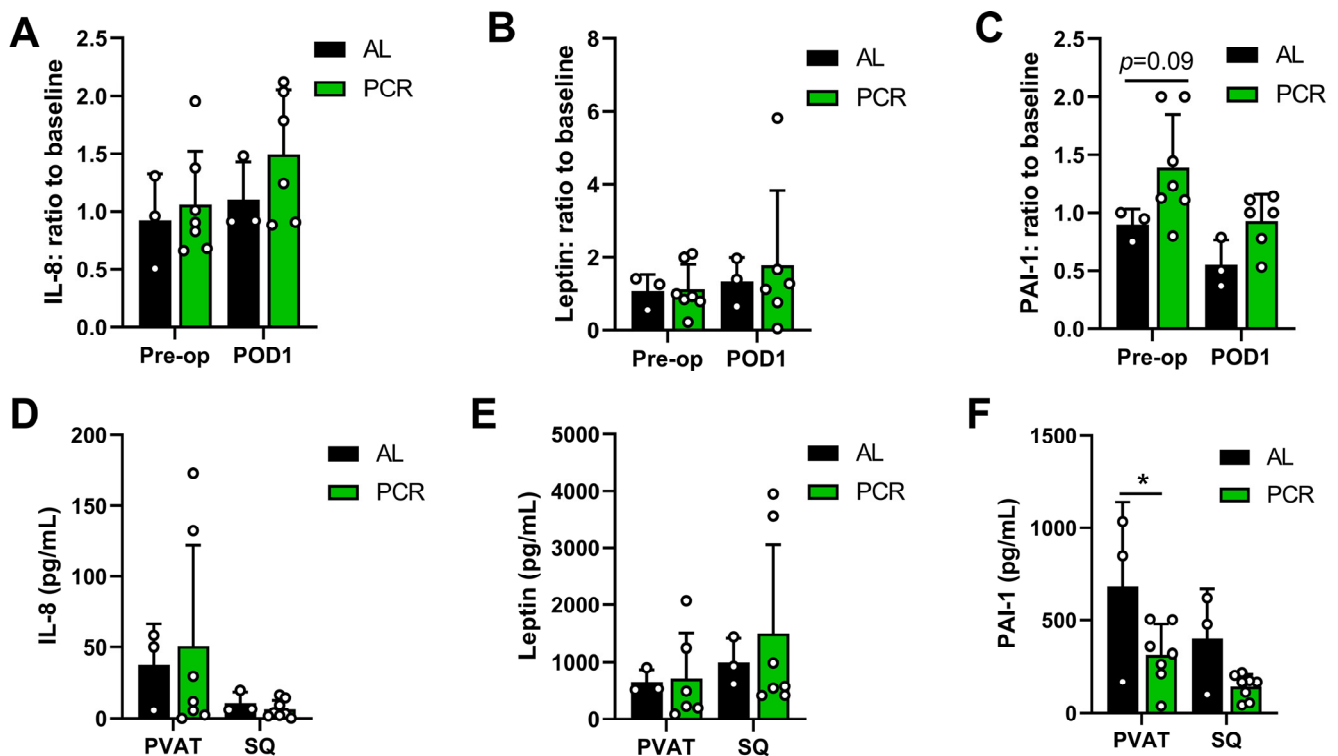 A
IL-8: ratio to baseline
2.5
2.0
1.5
1.0
0.5
0.0
Pre-op
POD1
AL
PCR
B
Leptin: ratio to baseline
8
6
4
2
0
Pre-op
POD1
AL
PCR
C
PAI-1: ratio to baseline
2.5
2.0
1.5
1.0
0.5
0.0
p=0.09
Pre-op
POD1
AL
PCR
D
IL-8 (pg/mL)
200
150
100
50
0
PVAT
SQ
AL
PCR
E
Leptin (pg/mL)
5000
4000
3000
2000
1000
0
PVAT
SQ
AL
PCR
F
PAI-1 (pg/mL)
1500
1000
500
0
*
PVAT
SQ
AL
PCR